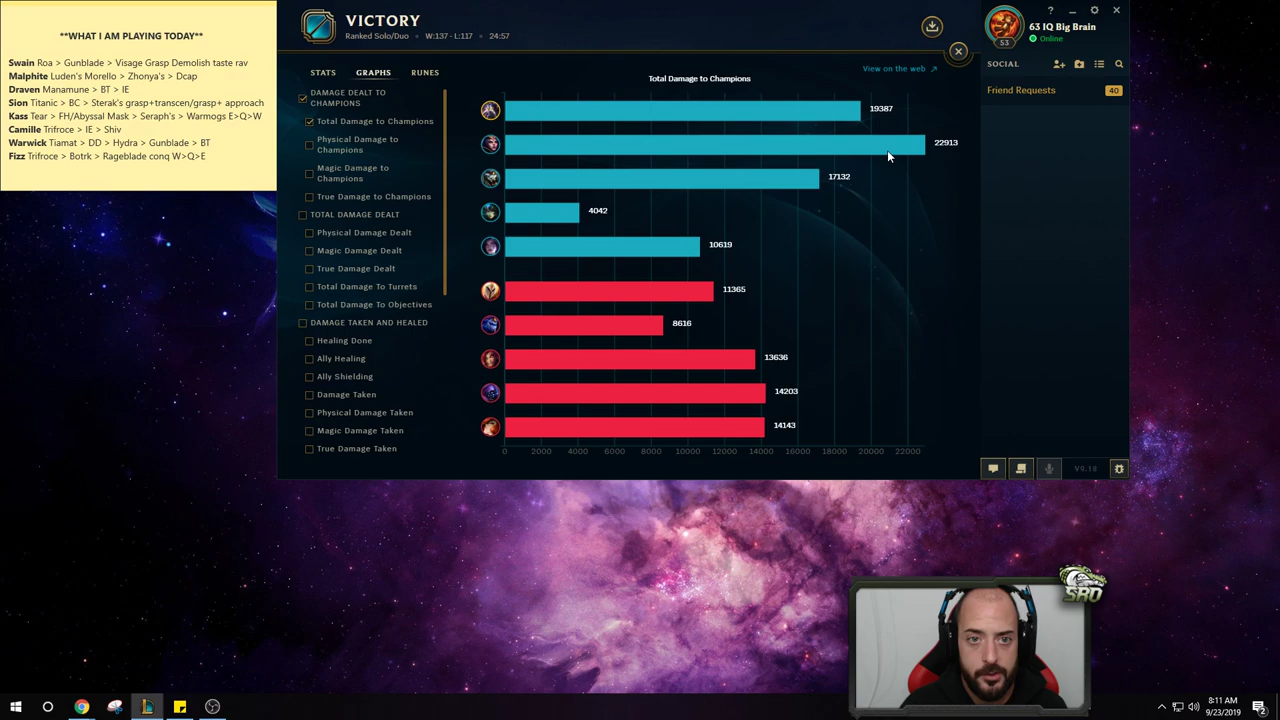 **WHAT I AM PLAYING TODAY**
Swain Roa > Gunblade > Visage Grasp Demolish taste rav
Malphite Luden's Morello > Zhonya's > Dcap
Draven Manamune > BT > IE
Sion Titanic > BC > Sterak's grasp+transcen/grasp+ approach
Kass Tear > FH/Abyssal Mask > Seraph's > Warmogs E>Q>W
Camille Trifroce > IE > Shiv
Warwick Tiamat > DD > Hydra > Gunblade > BT
Fizz Trifroce > Botrk > Rageblade conq W>Q>E
VICTORY
Ranked Solo/Duo • W:137 - L:117 • 24:57
STATS GRAPHS RUNES
View on the web
Total Damage to Champions
DAMAGE DEALT TO
CHAMPIONS
Total Damage to Champions
Physical Damage to
Champions
Magic Damage to
Champions
True Damage to Champions
TOTAL DAMAGE DEALT
Physical Damage Dealt
Magic Damage Dealt
True Damage Dealt
Total Damage To Turrets
Total Damage To Objectives
DAMAGE TAKEN AND HEALED
Healing Done
Ally Healing
Ally Shielding
Damage Taken
Physical Damage Taken
Magic Damage Taken
True Damage Taken
19387
22913
17132
4042
10619
11365
8616
13636
14203
14143
0 2000 4000 6000 8000 10000 12000 14000 16000 18000 20000 22000
53
63 IQ Big Brain
Online
SOCIAL
Friend Requests 40
V9.18
SRO
8:11 AM
9/23/2019
2